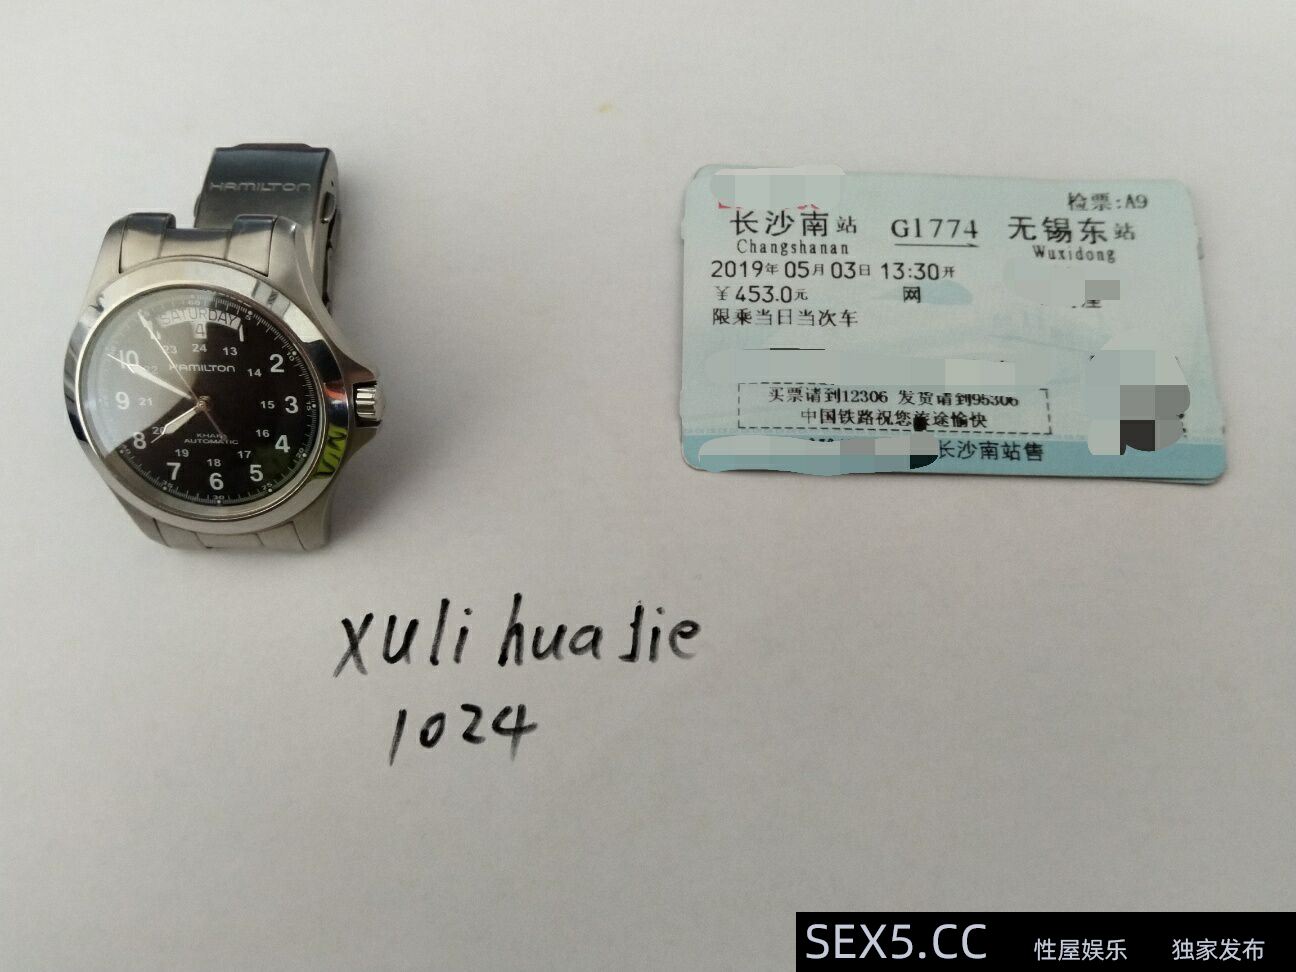 HAMILTON
SATURDAY 4
60
1
2
3
4
5
6
7
8
9
10
13
14
15
16
17
18
19
20
21
22
23
24
HAMILTON
KHAKI
AUTOMATIC
检票:A9
长沙南站 G1774 无锡东站
Changshanan Wuxidong
2019年05月03日 13:30开
￥453.0元 网
限乘当日当次车
买票请到12306 发货请到95306
中国铁路祝您旅途愉快
长沙南站售
xuli huaJie
1024
SEX5.CC 性屋娱乐 独家发布